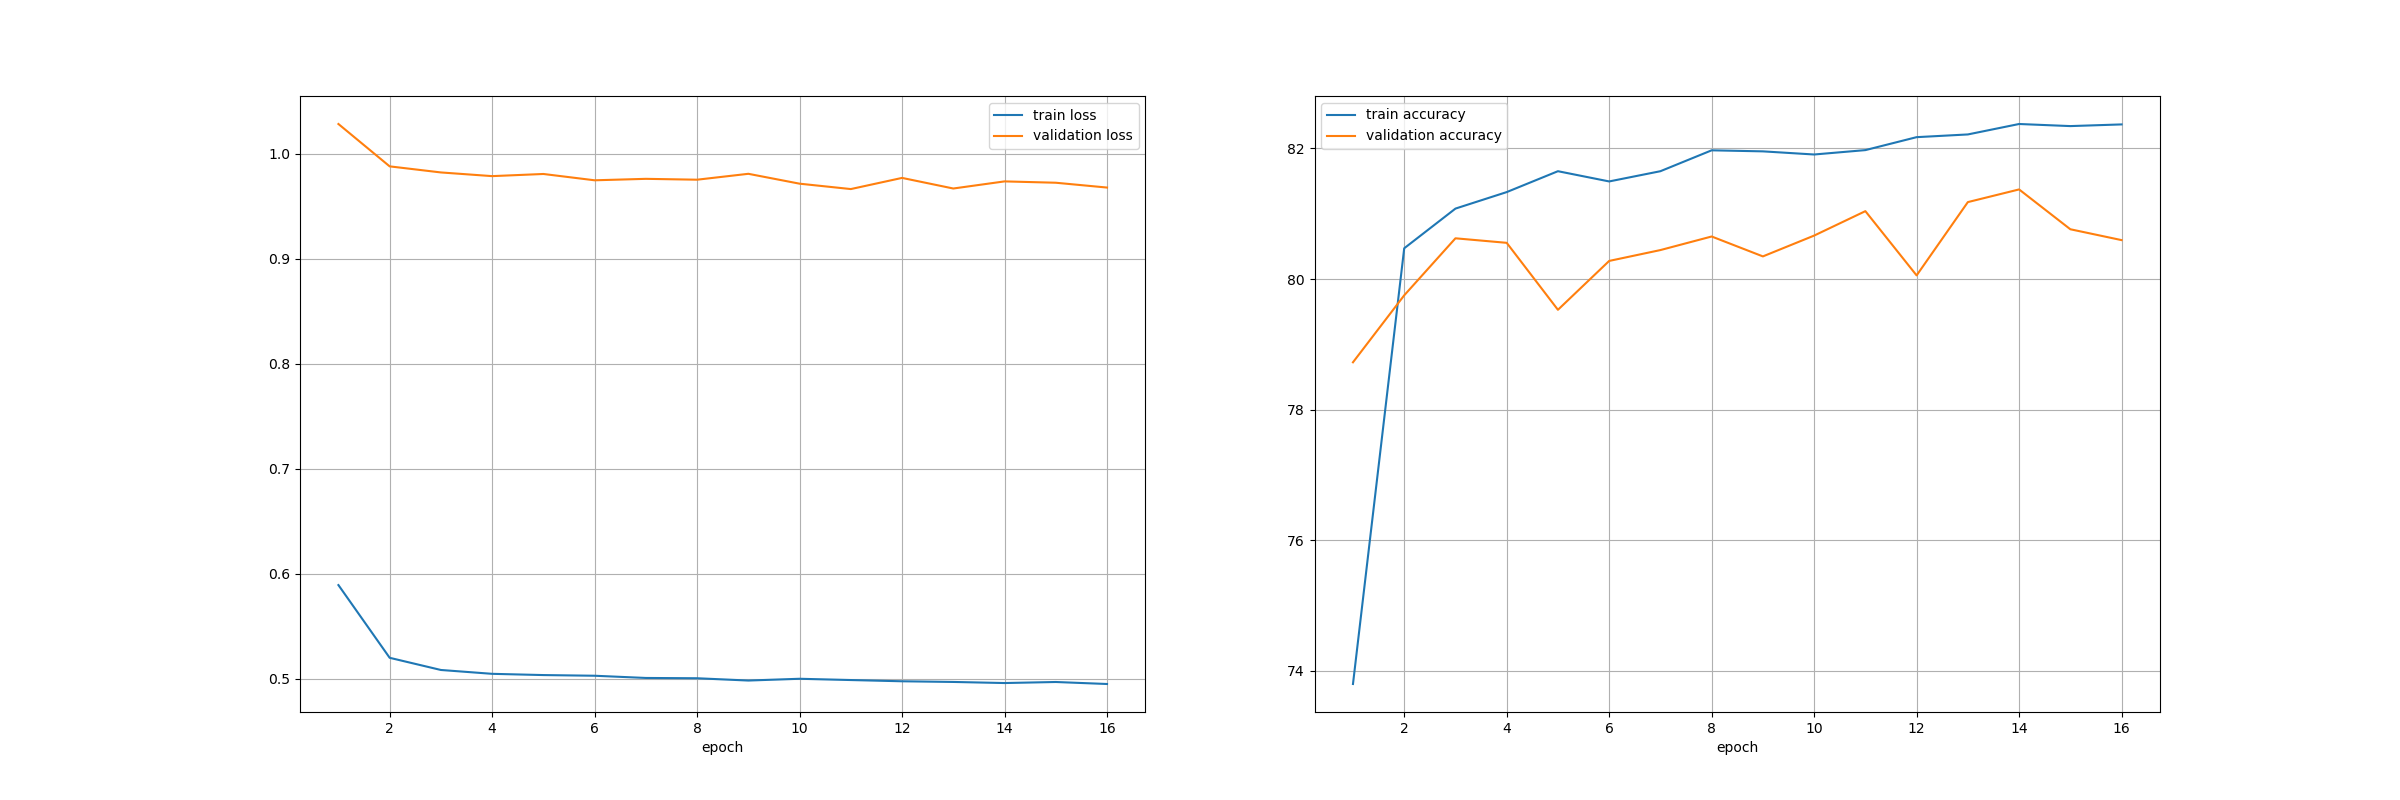 train loss
validation loss
1.0
0.9
0.8
0.7
0.6
0.5
2 4 6 8 10 12 14 16
epoch
train accuracy
validation accuracy
82
80
78
76
74
2 4 6 8 10 12 14 16
epoch